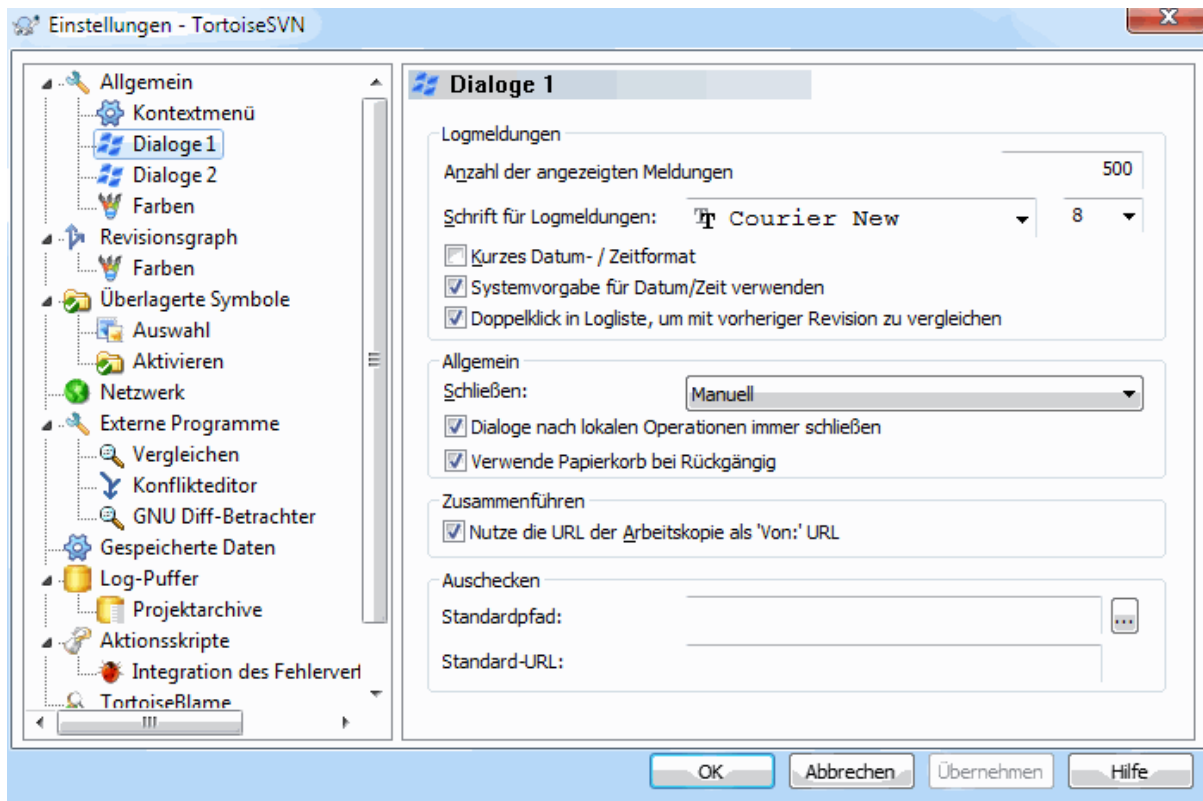 Einstellungen - TortoiseSVN
Allgemein
Kontextmenü
Dialoge 1
Dialoge 2
Farben
Revisionsgraph
Farben
Überlagerte Symbole
Auswahl
Aktivieren
Netzwerk
Externe Programme
Vergleichen
Konflikteditor
GNU Diff-Betrachter
Gespeicherte Daten
Log-Puffer
Projektarchive
Aktionsskripte
Integration des Fehlerverf
TortoiseBlame
Dialoge 1
Logmeldungen
Anzahl der angezeigten Meldungen 500
Schrift für Logmeldungen: Courier New 8
Kurzes Datum- / Zeitformat
Systemvorgabe für Datum/Zeit verwenden
Doppelklick in Logliste, um mit vorheriger Revision zu vergleichen
Allgemein
Schließen: Manuell
Dialoge nach lokalen Operationen immer schließen
Verwende Papierkorb bei Rückgängig
Zusammenführen
Nutze die URL der Arbeitskopie als 'Von:' URL
Auschecken
Standardpfad: ...
Standard-URL:
OK Abbrechen Übernehmen Hilfe